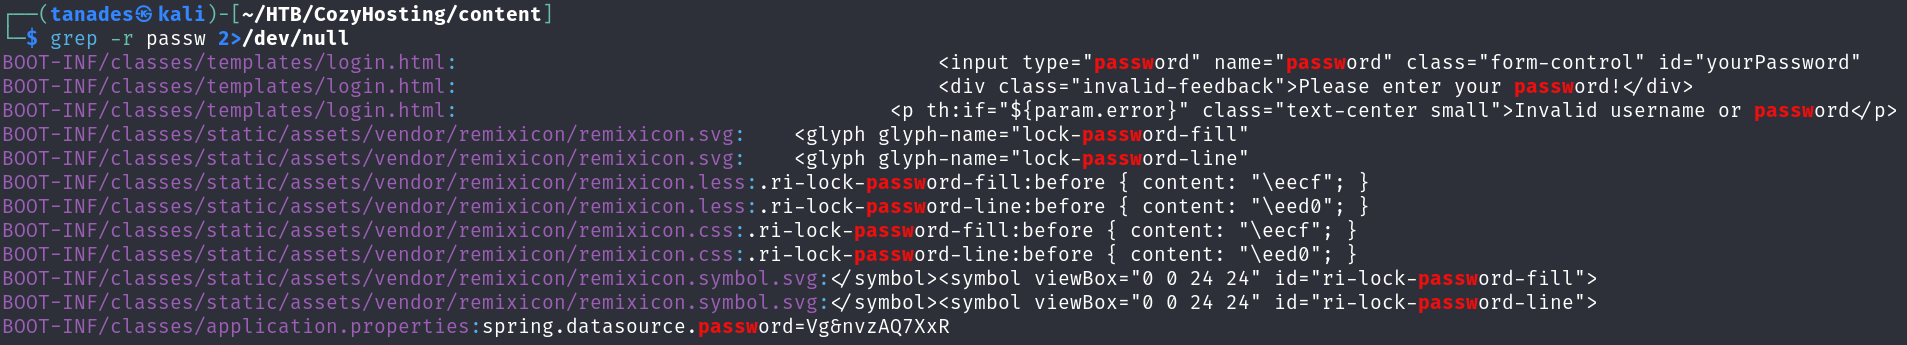 ┌──(tanades㉿kali)-[~/HTB/CozyHosting/content]
└─$ grep -r passw 2>/dev/null
BOOT-INF/classes/templates/login.html:                                        <input type="password" name="password" class="form-control" id="yourPassword"
BOOT-INF/classes/templates/login.html:                                        <div class="invalid-feedback">Please enter your password!</div>
BOOT-INF/classes/templates/login.html:                                    <p th:if="${param.error}" class="text-center small">Invalid username or password</p>
BOOT-INF/classes/static/assets/vendor/remixicon/remixicon.svg:    <glyph glyph-name="lock-password-fill"
BOOT-INF/classes/static/assets/vendor/remixicon/remixicon.svg:    <glyph glyph-name="lock-password-line"
BOOT-INF/classes/static/assets/vendor/remixicon/remixicon.less:.ri-lock-password-fill:before { content: "\eecf"; }
BOOT-INF/classes/static/assets/vendor/remixicon/remixicon.less:.ri-lock-password-line:before { content: "\eed0"; }
BOOT-INF/classes/static/assets/vendor/remixicon/remixicon.css:.ri-lock-password-fill:before { content: "\eecf"; }
BOOT-INF/classes/static/assets/vendor/remixicon/remixicon.css:.ri-lock-password-line:before { content: "\eed0"; }
BOOT-INF/classes/static/assets/vendor/remixicon/remixicon.symbol.svg:</symbol><symbol viewBox="0 0 24 24" id="ri-lock-password-fill">
BOOT-INF/classes/static/assets/vendor/remixicon/remixicon.symbol.svg:</symbol><symbol viewBox="0 0 24 24" id="ri-lock-password-line">
BOOT-INF/classes/application.properties:spring.datasource.password=Vg&nvzAQ7XxR